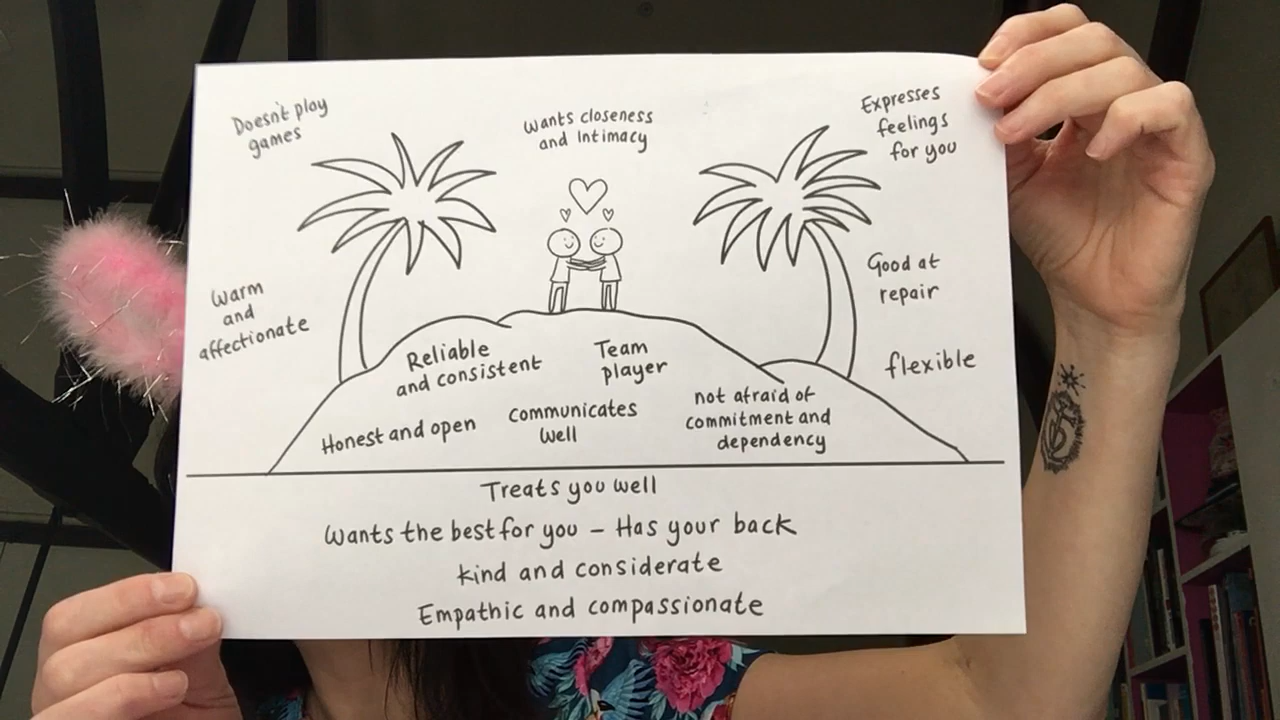 Doesn't play
games
Wants closeness
and Intimacy
Expresses
feelings
for you
Warm
and
affectionate
Good at
repair
flexible
Reliable
and consistent
Team
player
Honest and open
Communicates
Well
not afraid of
commitment and
dependency
Treats you well
Wants the best for you – Has your back
kind and considerate
Empathic and compassionate